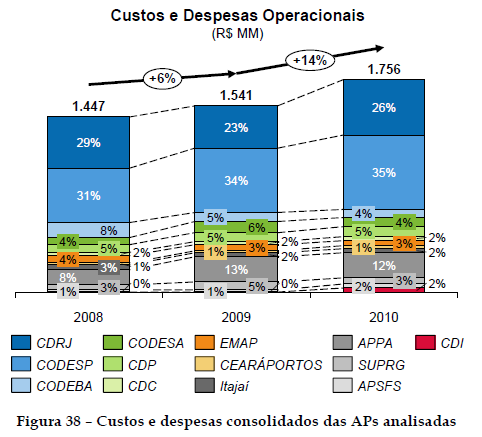 Custos e Despesas Operacionais
(R$ MM)
+6%
+14%
1.447
1.541
1.756
29%
23%
26%
31%
34%
35%
8%
5%
4%
4%
6%
4%
5%
5%
5%
2%
2%
2%
4%
3%
3%
1%
1%
1%
3%
2%
2%
8%
13%
12%
3%
0%
5%
0%
3%
2%
1%
1%
2%
2008
2009
2010
CDRJ
CODESA
EMAP
APPA
CDI
CODESP
CDP
CEARÁPORTOS
SUPRG
CODEBA
CDC
Itajaí
APSFS
Figura 38 – Custos e despesas consolidados das APs analisadas